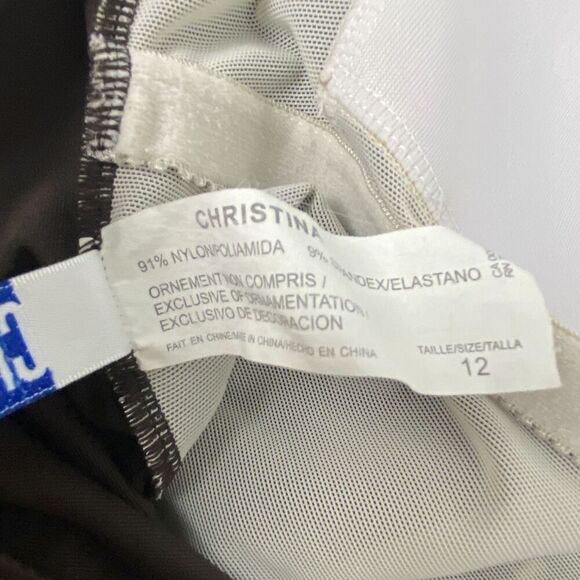 CHRISTINA
91% NYLON/POLIAMIDA 9% SPANDEX/ELASTANO
ORNEMENT NON COMPRIS /
EXCLUSIVE OF ORNAMENTATION /
EXCLUSIVO DE DECORACION
FAIT EN CHINE/MADE IN CHINA/HECHO EN CHINA
TAILLE/SIZE/TALLA
12